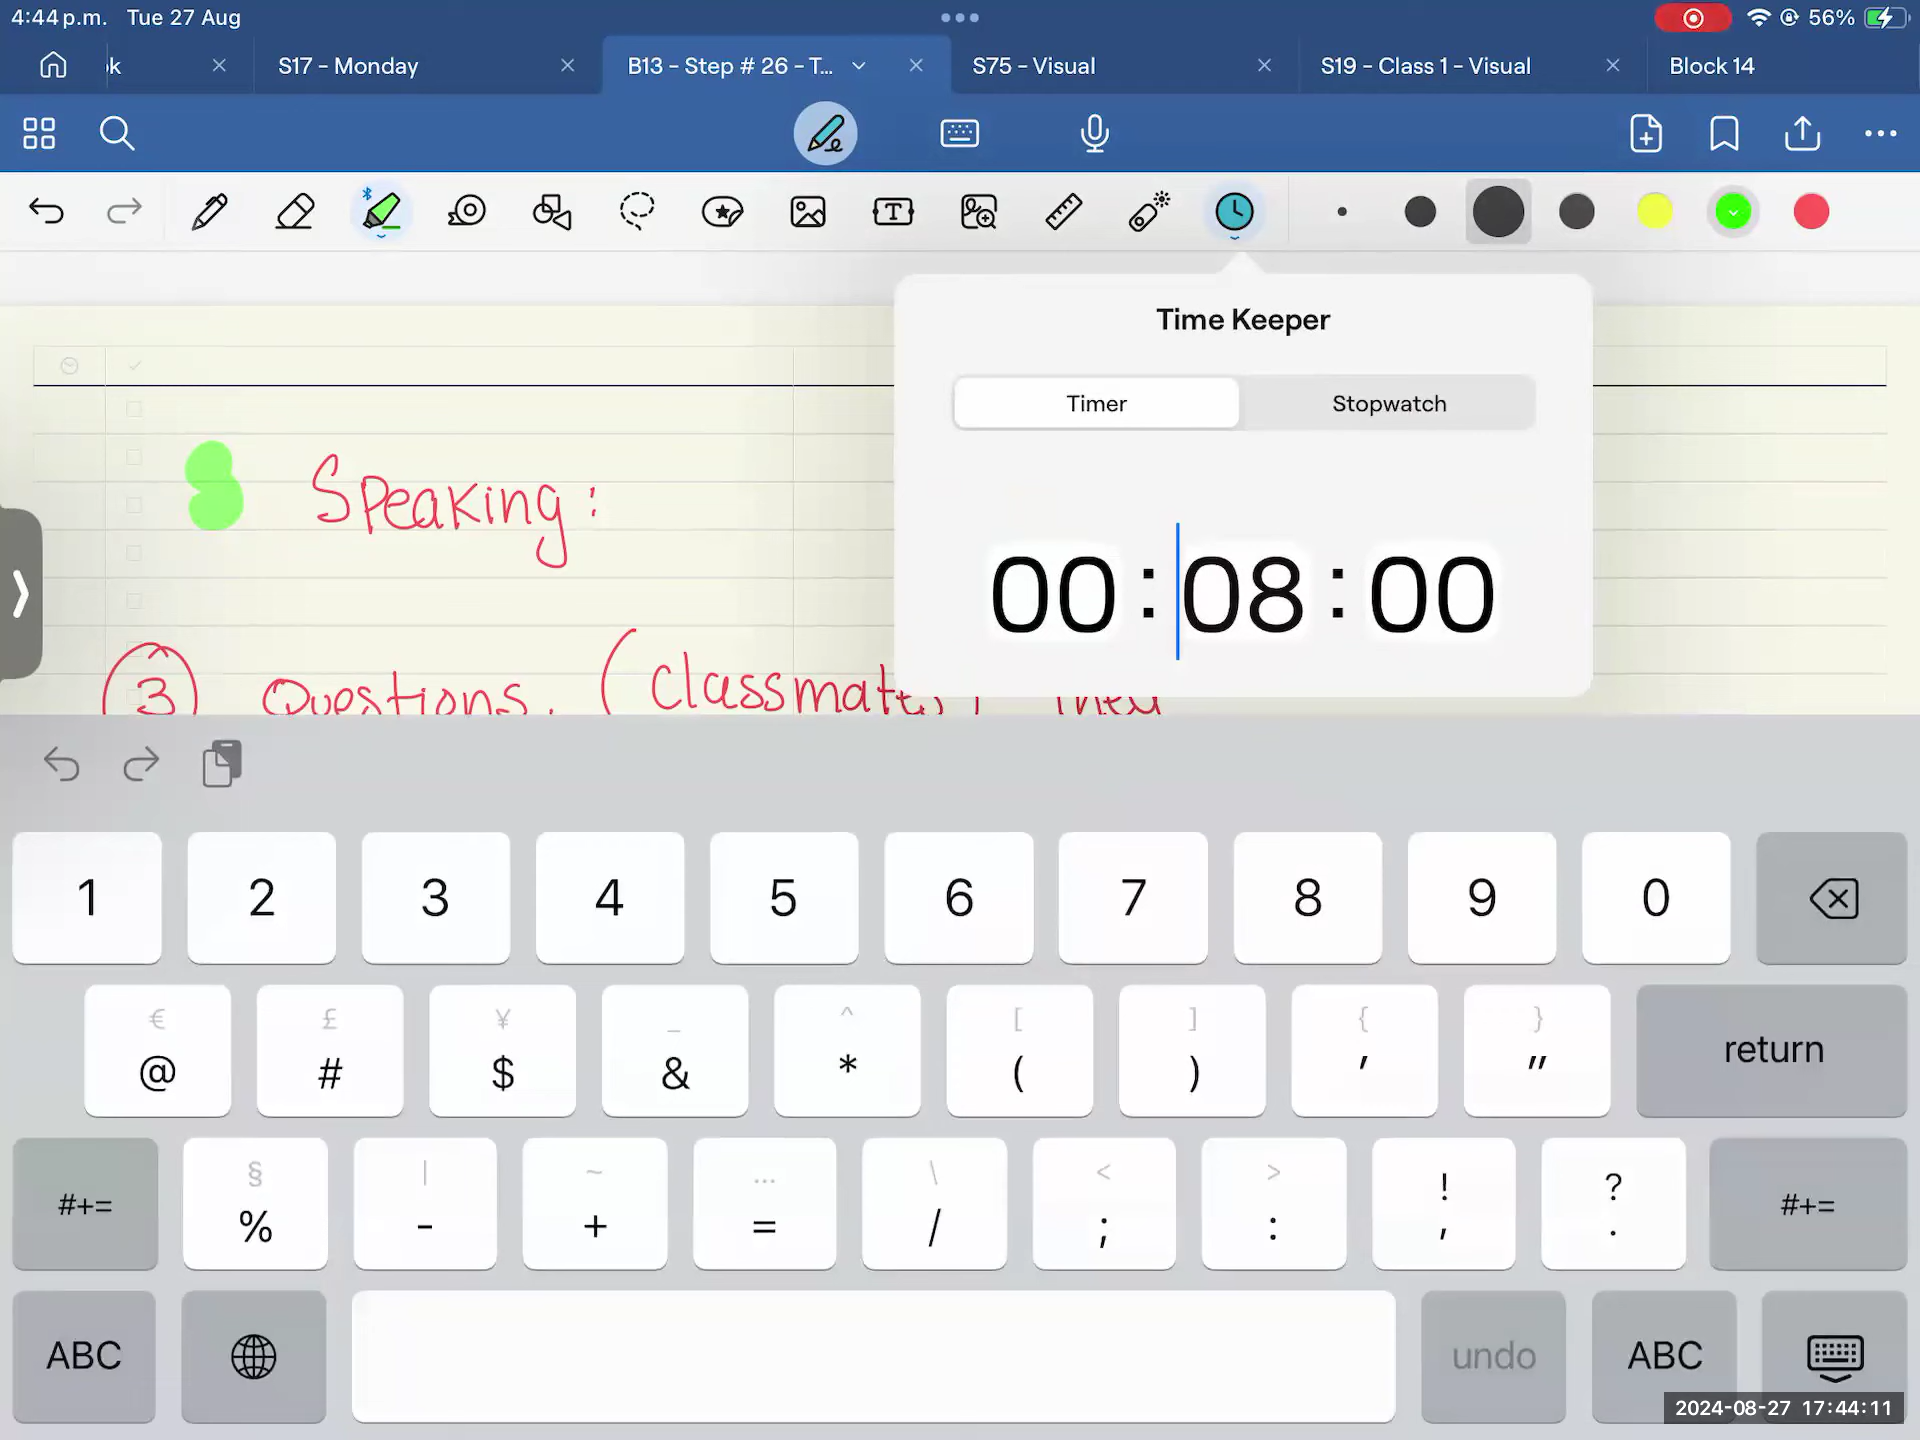 4:44 p.m. Tue 27 Aug 56%
k S17 - Monday B13 - Step # 26 - T... S75 - Visual S19 - Class 1 - Visual Block 14
Time Keeper
Timer Stopwatch
Speaking:
00:08:00
3 Questions. (Classmates)
1 2 3 4 5 6 7 8 9 0
€ £ ¥ _ ^ [ ] { }
@ # $ & * ( ) ' " return
§ | ~ ... \ < > ! ?
#+= % - + = / ; : , . #+=
ABC undo ABC
2024-08-27 17:44:11